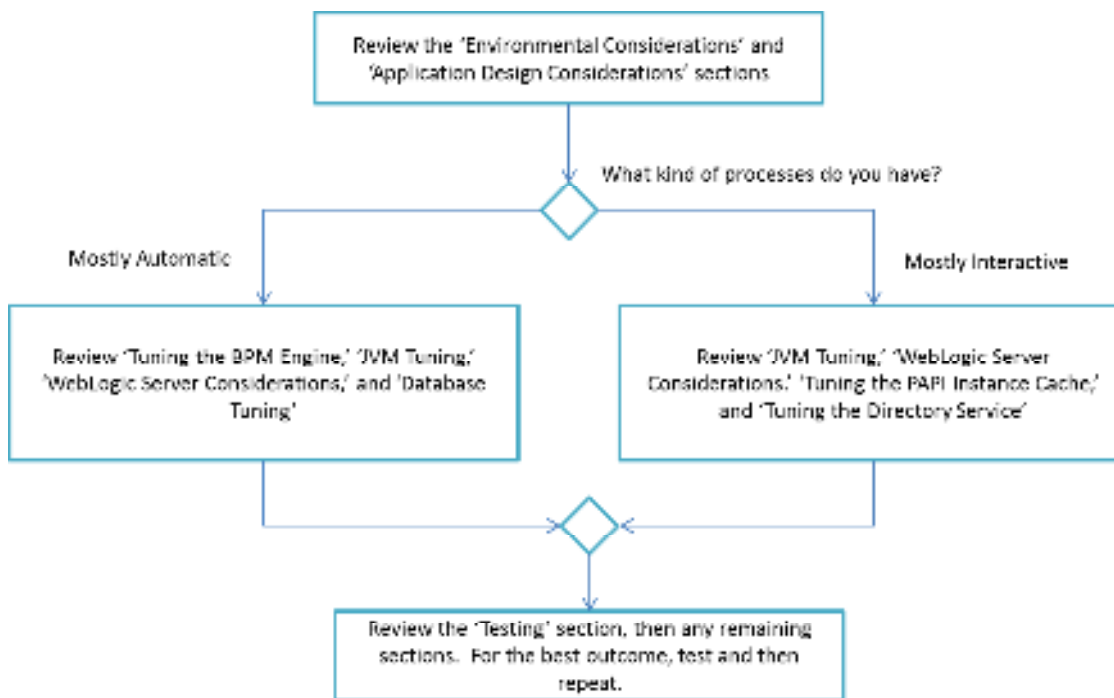 Review the 'Environmental Considerations' and
'Application Design Considerations' sections
What kind of processes do you have?
Mostly Automatic
Mostly Interactive
Review 'Tuning the BPM Engine,' 'JVM Tuning,'
'WebLogic Server Considerations,' and 'Database
Tuning'
Review 'JVM Tuning,' 'WebLogic Server
Considerations.' 'Tuning the PAPI Instance Cache,'
and 'Tuning the Directory Service'
Review the 'Testing' section, then any remaining
sections. For the best outcome, test and then
repeat.